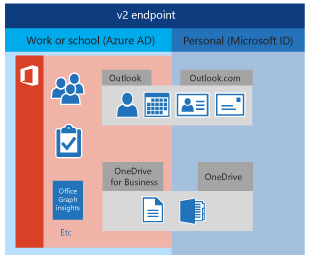 v2 endpoint
Work or school (Azure AD)
Personal (Microsoft ID)
Outlook
Outlook.com
OneDrive
for Business
OneDrive
Office
Graph
insights
Etc